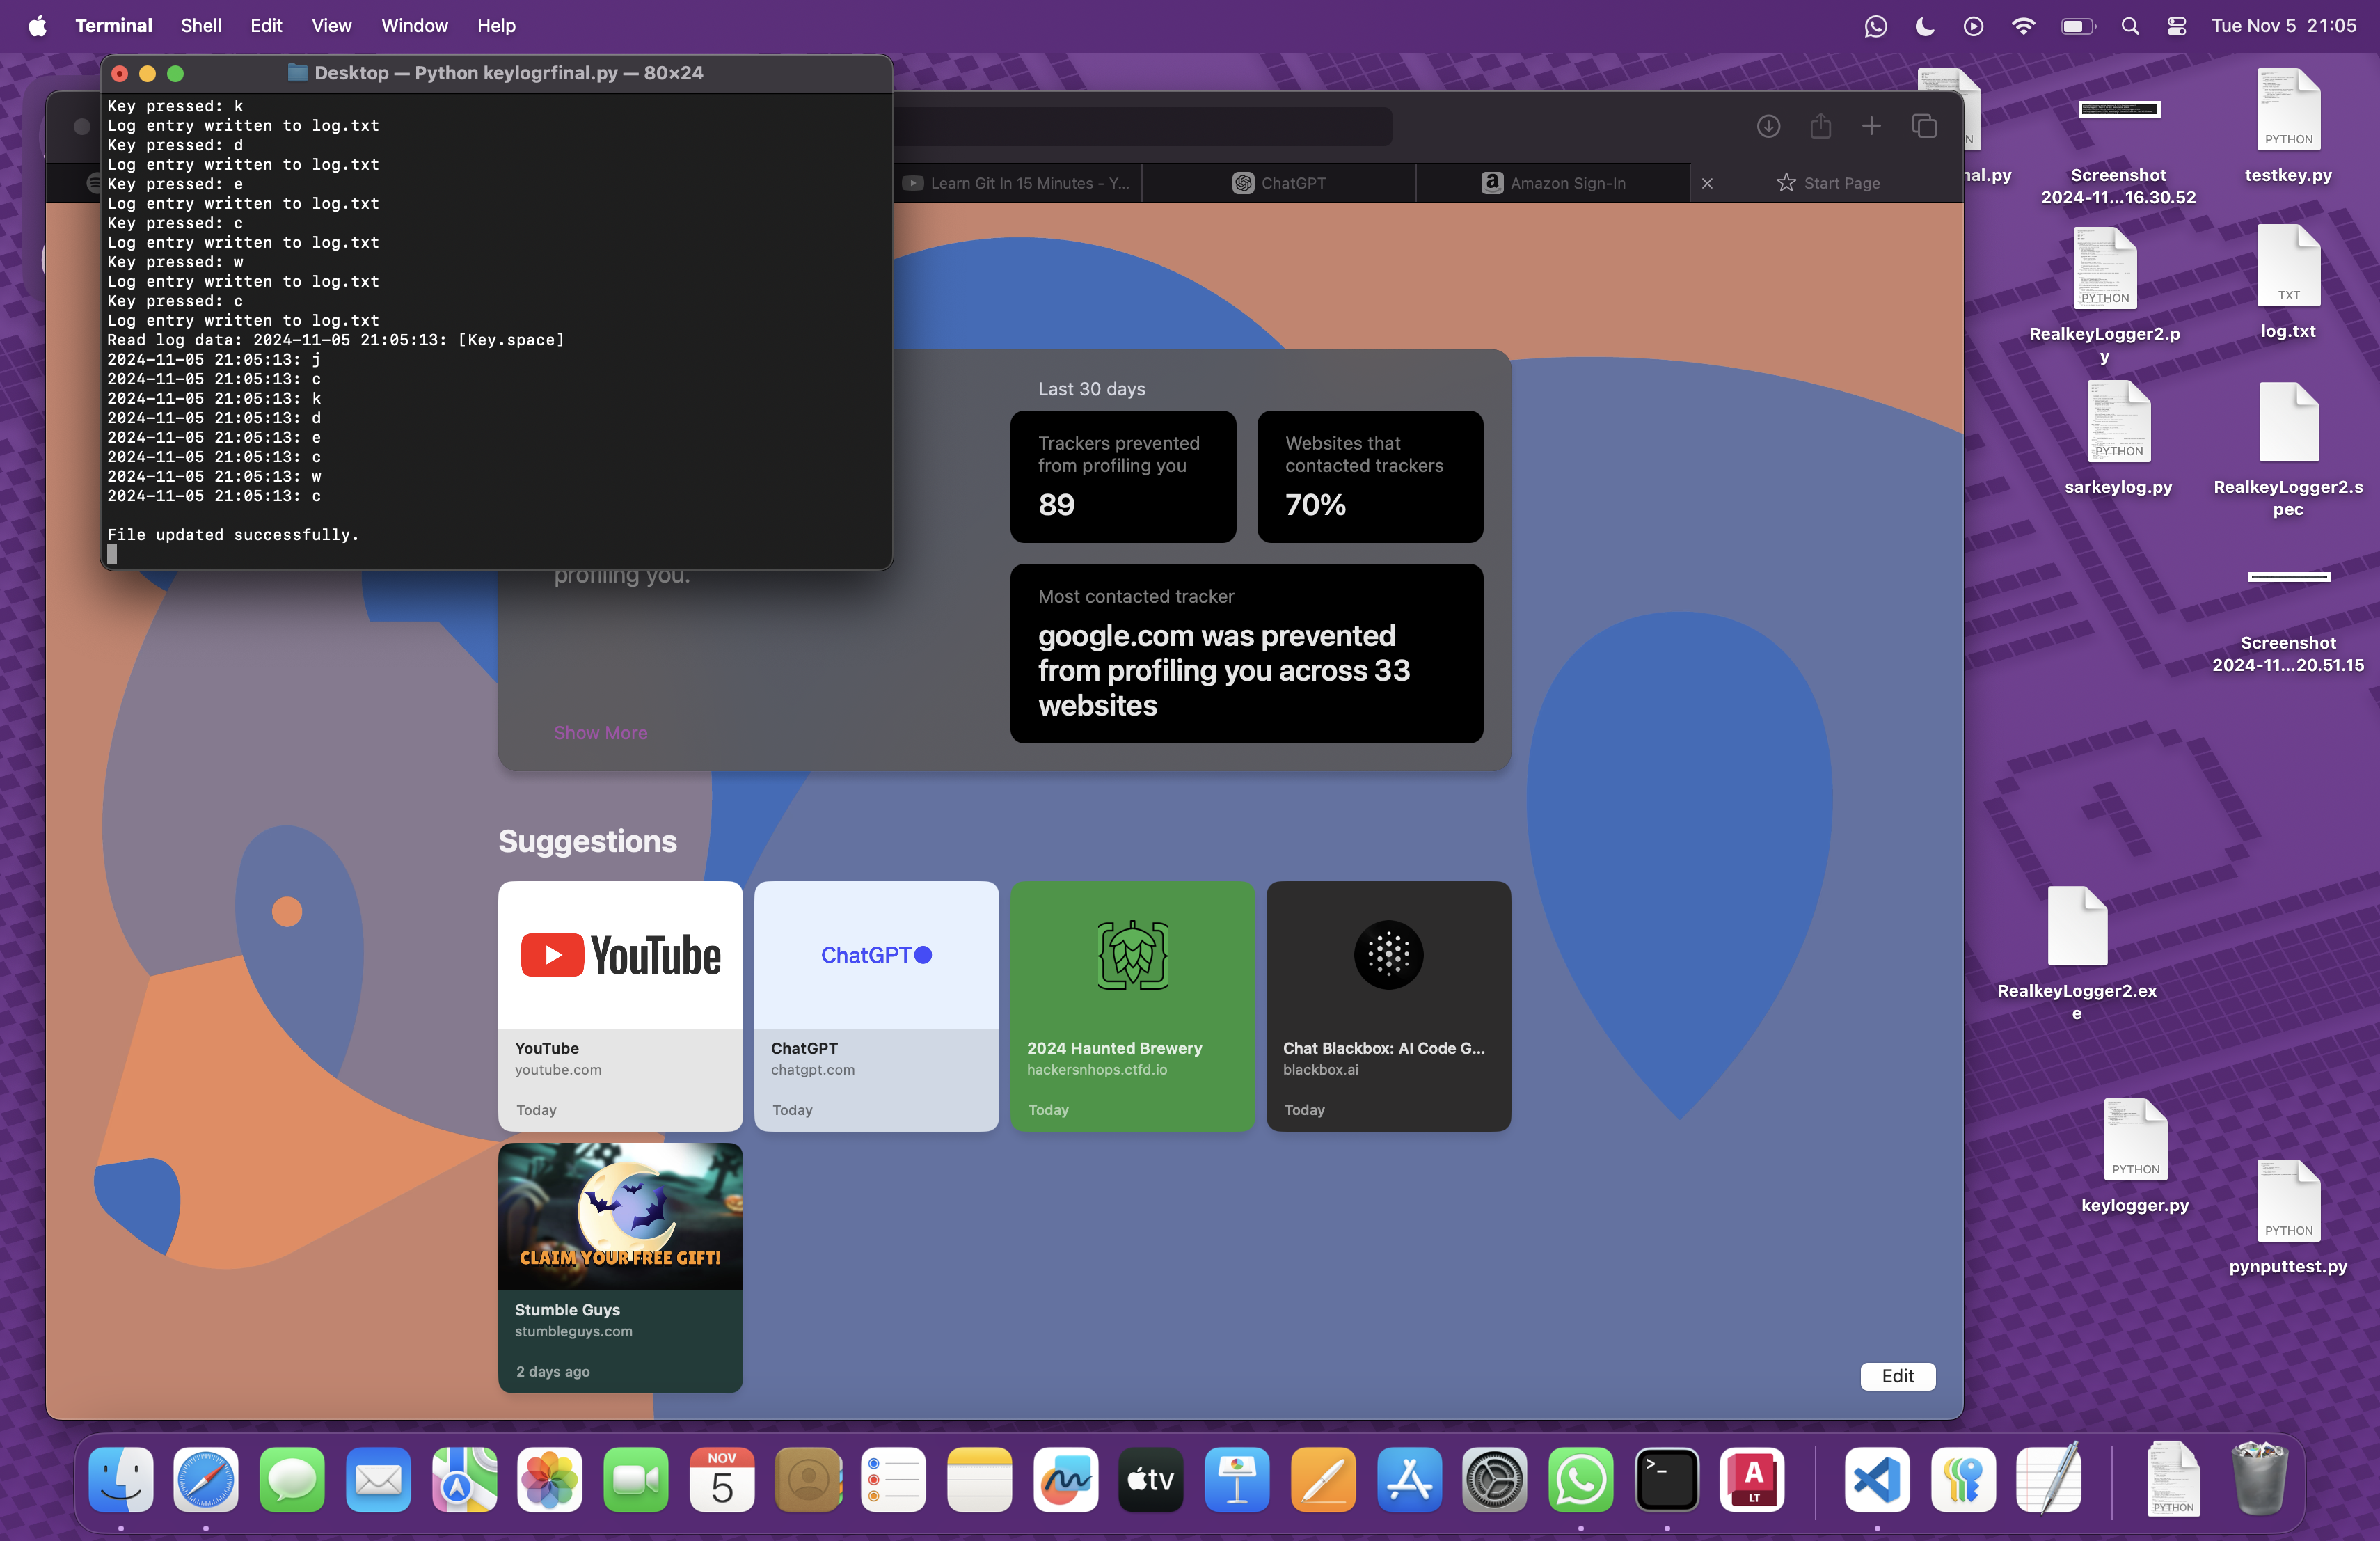 Terminal Shell Edit View Window Help
Tue Nov 5 21:05
Desktop — Python keylogrfinal.py — 80×24
Key pressed: k
Log entry written to log.txt
Key pressed: d
Log entry written to log.txt
Key pressed: e
Log entry written to log.txt
Key pressed: c
Log entry written to log.txt
Key pressed: w
Log entry written to log.txt
Key pressed: c
Log entry written to log.txt
Read log data: 2024-11-05 21:05:13: [Key.space]
2024-11-05 21:05:13: j
2024-11-05 21:05:13: c
2024-11-05 21:05:13: k
2024-11-05 21:05:13: d
2024-11-05 21:05:13: e
2024-11-05 21:05:13: c
2024-11-05 21:05:13: w
2024-11-05 21:05:13: c
File updated successfully.
Learn Git In 15 Minutes - Y...
ChatGPT
a Amazon Sign-In
Start Page
profiling you.
Show More
Last 30 days
Trackers prevented
from profiling you
89
Websites that
contacted trackers
70%
Most contacted tracker
google.com was prevented
from profiling you across 33
websites
Suggestions
YouTube
YouTube
youtube.com
Today
ChatGPT
ChatGPT
chatgpt.com
Today
2024 Haunted Brewery
hackersnhops.ctfd.io
Today
Chat Blackbox: AI Code G...
blackbox.ai
Today
CLAIM YOUR FREE GIFT!
Stumble Guys
stumbleguys.com
2 days ago
Edit
N
nal.py
Screenshot
2024-11...16.30.52
PYTHON
testkey.py
PYTHON
RealkeyLogger2.p
y
TXT
log.txt
PYTHON
sarkeylog.py
RealkeyLogger2.s
pec
Screenshot
2024-11...20.51.15
RealkeyLogger2.ex
e
PYTHON
keylogger.py
PYTHON
pynputtest.py
NOV
5
tv
>_
A
LT
PYTHON